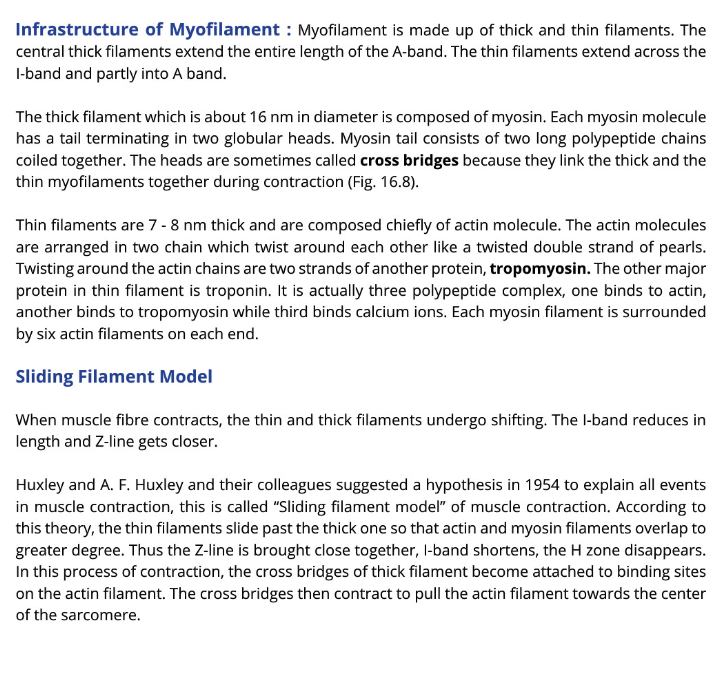 Infrastructure of Myofilament : Myofilament is made up of thick and thin filaments. The
central thick filaments extend the entire length of the A-band. The thin filaments extend across the
I-band and partly into A band.
The thick filament which is about 16 nm in diameter is composed of myosin. Each myosin molecule
has a tail terminating in two globular heads. Myosin tail consists of two long polypeptide chains
coiled together. The heads are sometimes called cross bridges because they link the thick and the
thin myofilaments together during contraction (Fig. 16.8).
Thin filaments are 7 - 8 nm thick and are composed chiefly of actin molecule. The actin molecules
are arranged in two chain which twist around each other like a twisted double strand of pearls.
Twisting around the actin chains are two strands of another protein, tropomyosin. The other major
protein in thin filament is troponin. It is actually three polypeptide complex, one binds to actin,
another binds to tropomyosin while third binds calcium ions. Each myosin filament is surrounded
by six actin filaments on each end.
Sliding Filament Model
When muscle fibre contracts, the thin and thick filaments undergo shifting. The I-band reduces in
length and Z-line gets closer.
Huxley and A. F. Huxley and their colleagues suggested a hypothesis in 1954 to explain all events
in muscle contraction, this is called “Sliding filament model” of muscle contraction. According to
this theory, the thin filaments slide past the thick one so that actin and myosin filaments overlap to
greater degree. Thus the Z-line is brought close together, I-band shortens, the H zone disappears.
In this process of contraction, the cross bridges of thick filament become attached to binding sites
on the actin filament. The cross bridges then contract to pull the actin filament towards the center
of the sarcomere.